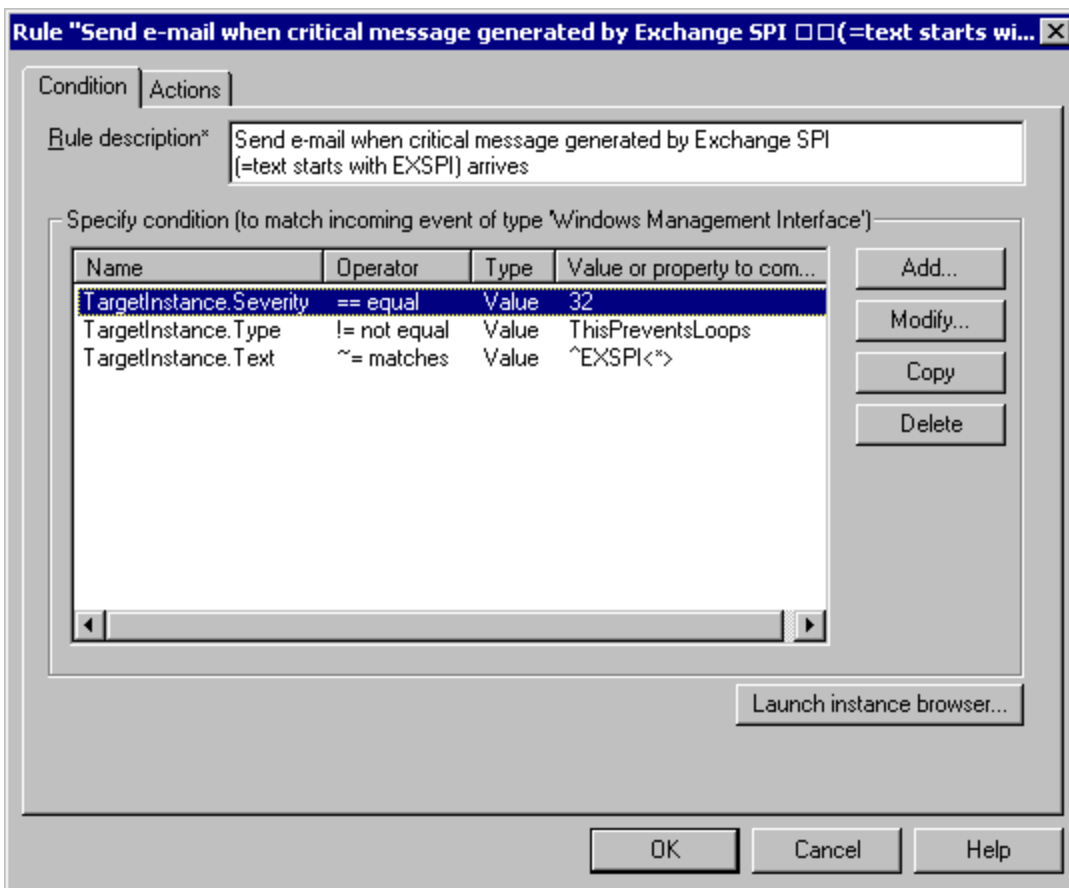 Rule "Send e-mail when critical message generated by Exchange SPI □□(=text starts wi...
Condition Actions
Rule description* Send e-mail when critical message generated by Exchange SPI
(=text starts with EXSPI) arrives
Specify condition (to match incoming event of type 'Windows Management Interface')
Name Operator Type Value or property to com... Add...
TargetInstance.Severity == equal Value 32
TargetInstance.Type != not equal Value ThisPreventsLoops Modify...
TargetInstance.Text ~= matches Value ^EXSPI<*>
Copy
Delete
Launch instance browser...
OK Cancel Help